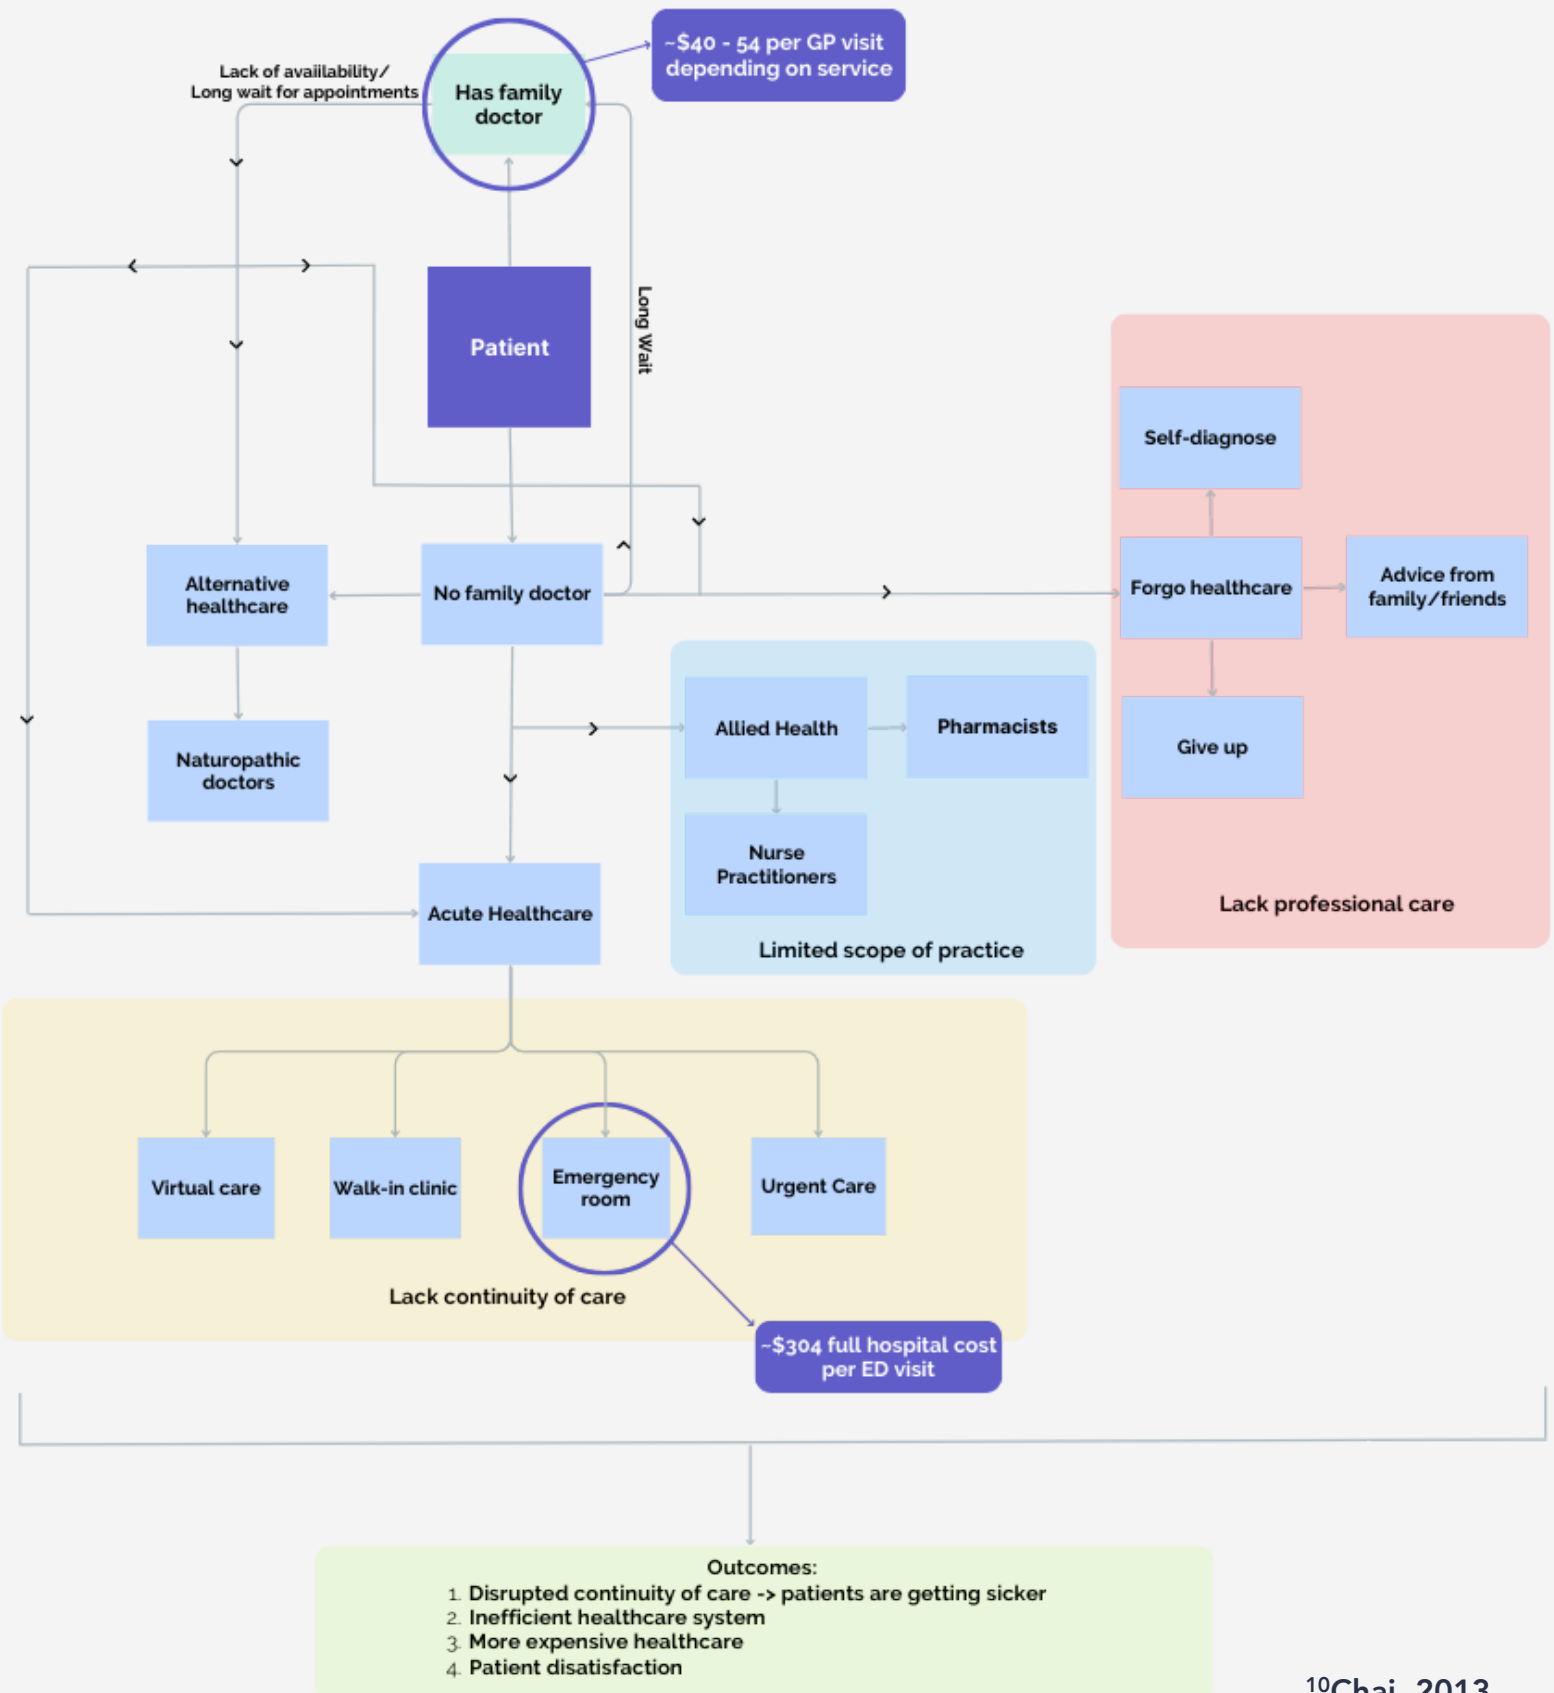 ~$40 - 54 per GP visit
depending on service
Lack of avaiilability/
Long wait for appointments
Has family
doctor
Long Wait
Patient
Self-diagnose
Alternative
healthcare
No family doctor
Forgo healthcare
Advice from
family/friends
Allied Health
Pharmacists
Give up
Naturopathic
doctors
Nurse
Practitioners
Acute Healthcare
Lack professional care
Limited scope of practice
Virtual care
Walk-in clinic
Emergency
room
Urgent Care
Lack continuity of care
~$304 full hospital cost
per ED visit
Outcomes:
1. Disrupted continuity of care -> patients are getting sicker
2. Inefficient healthcare system
3. More expensive healthcare
4. Patient disatisfaction